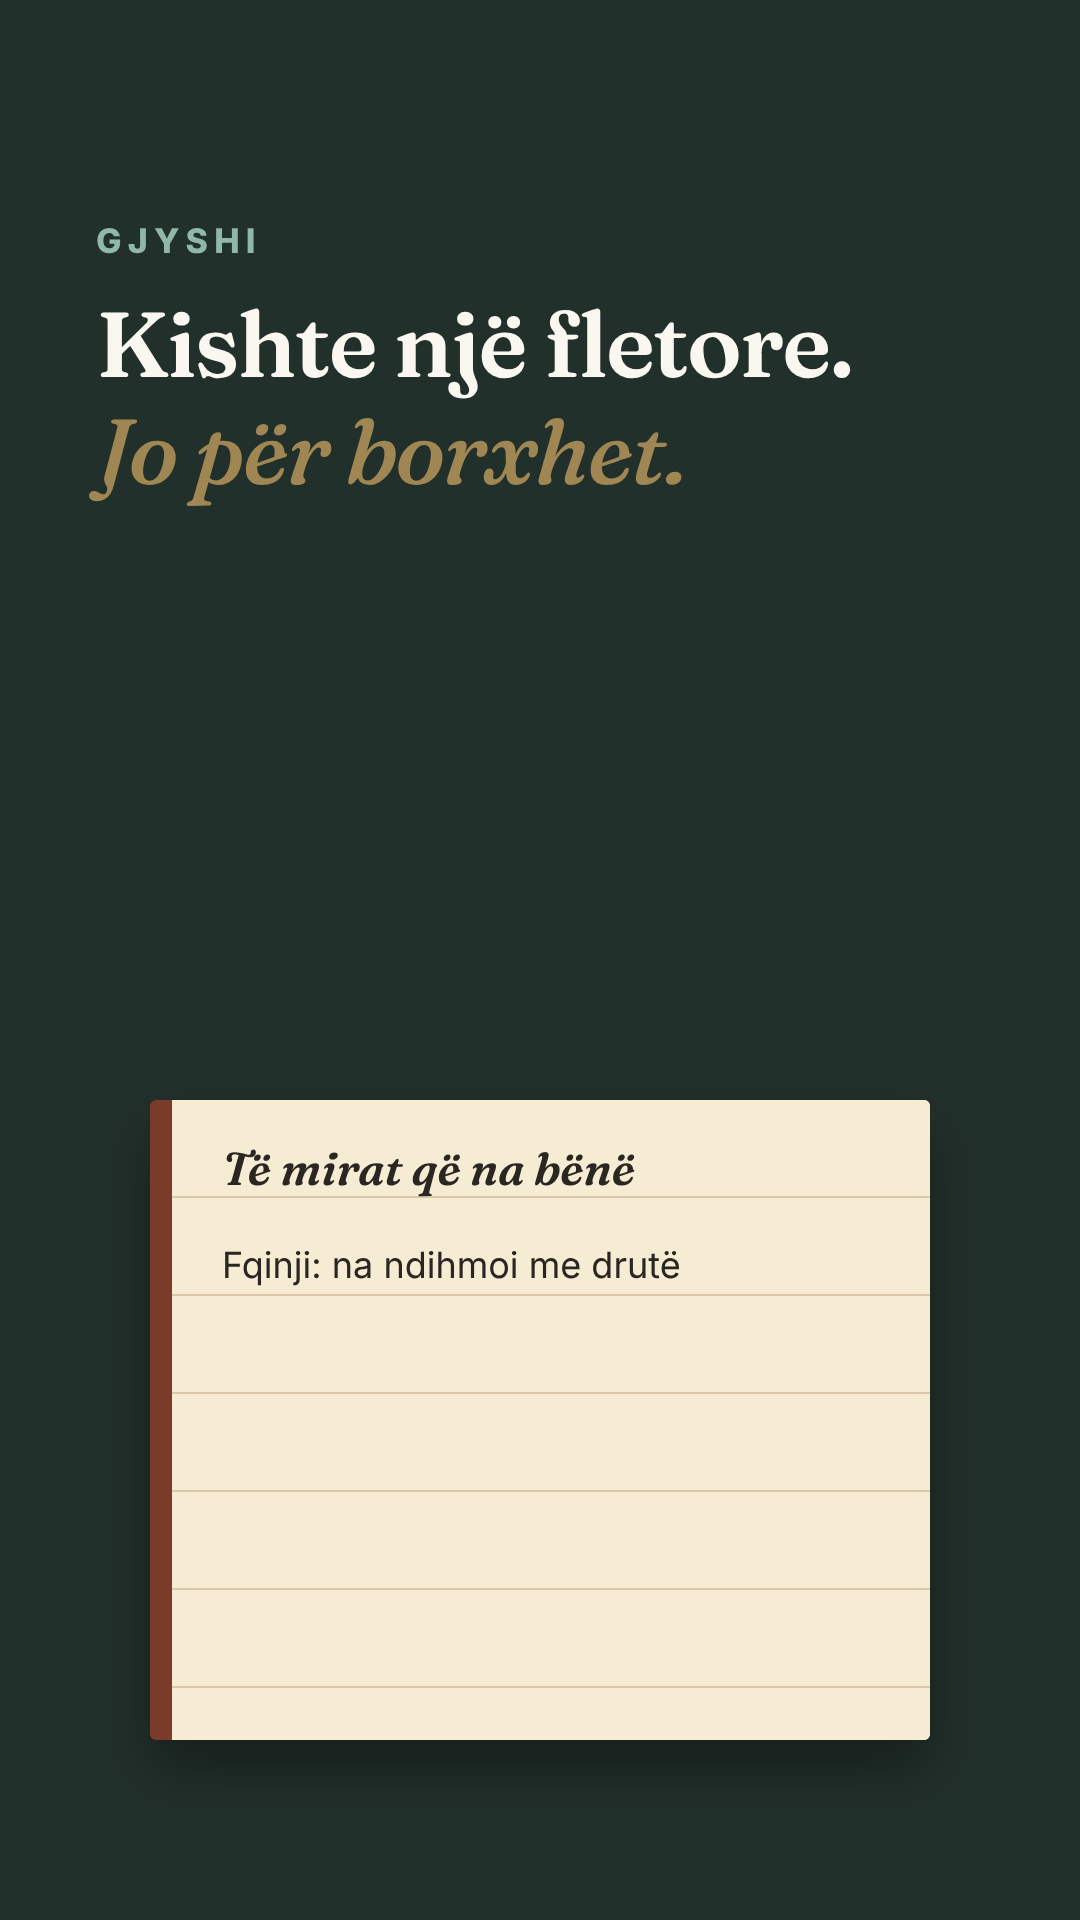 GJYSHI
Kishte një fletore.
Jo për borxhet.
Të mirat që na bënë
Fqinji: na ndihmoi me drutë